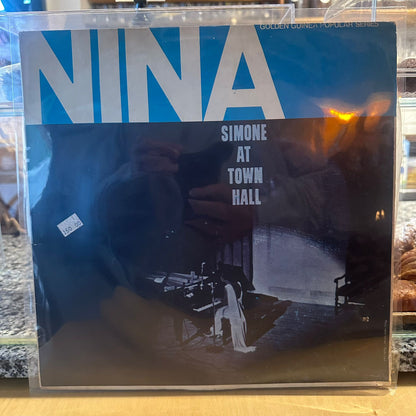 GOLDEN GUINEA POPULAR SERIES
NINA
SIMONE
AT
TOWN
HALL